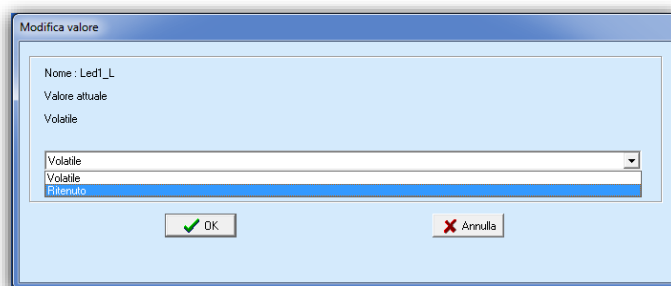 Modifica valore
Nome : Led1_L
Valore attuale
Volatile
Volatile
Volatile
Ritenuto
OK
Annulla